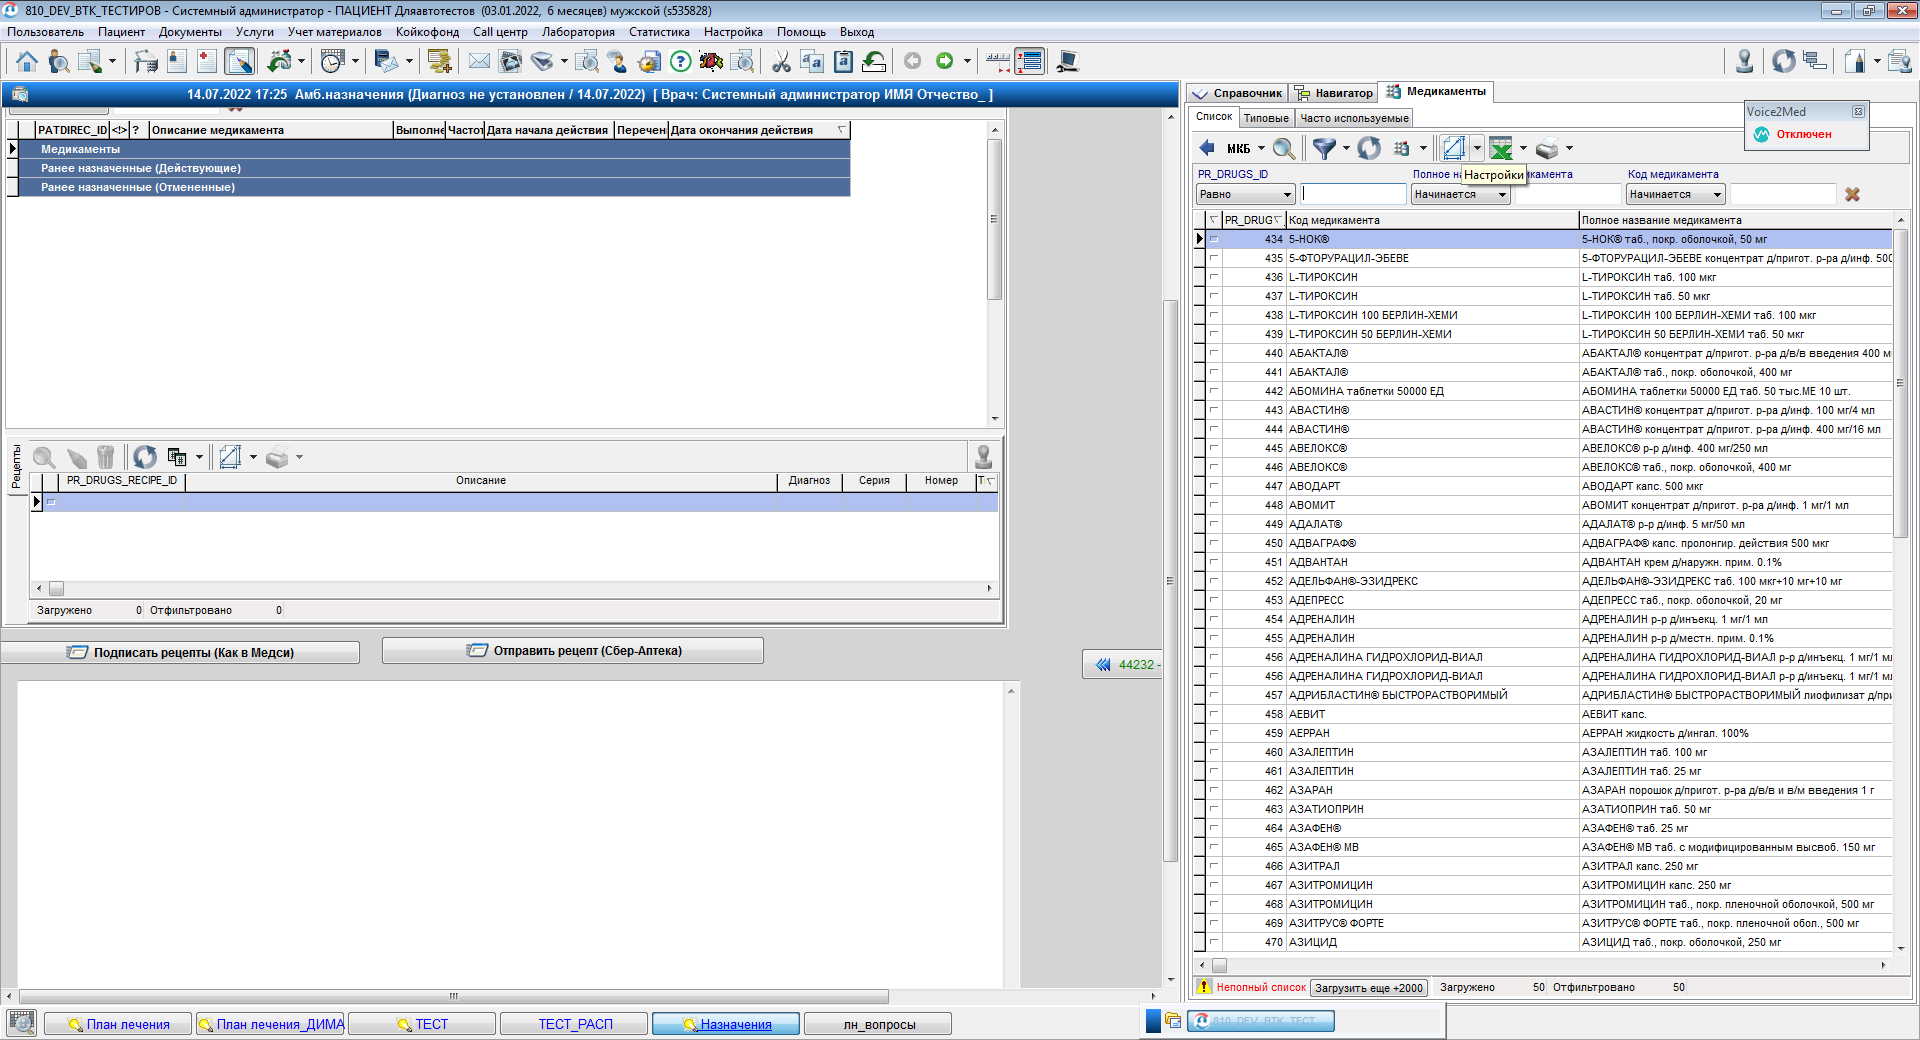 810_DEV_BTK_ТЕСТИРОВ - Системный администратор - ПАЦИЕНТ Дляавтотестов (03.01.2022, 6 месяцев) мужской (s535828)
Пользователь Пациент Документы Услуги Учет материалов Койкофонд Call центр Лаборатория Статистика Настройка Помощь Выход
14.07.2022 17:25 Амб.назначения (Диагноз не установлен / 14.07.2022) [ Врач: Системный администратор ИМЯ Отчество_ ]
PATDIREC_ID <!> ? Описание медикамента Выполне Частот Дата начала действия Перечен Дата окончания действия
Медикаменты
Ранее назначенные (Действующие)
Ранее назначенные (Отмененные)
Рецепты
PR_DRUGS_RECIPE_ID Описание Диагноз Серия Номер
Загружено 0 Отфильтровано 0
Подписать рецепты (Как в Медси)
Отправить рецепт (Сбер-Аптека)
44232 -
Справочник Навигатор Медикаменты
Список Типовые Часто используемые
Voice2Med
Отключен
МКБ
Настройки
PR_DRUGS_ID Полное н икамента Код медикамента
Равно Начинается Начинается
PR_DRUG Код медикамента Полное название медикамента
434 5-НОК® 5-НОК® таб., покр. оболочкой, 50 мг
435 5-ФТОРУРАЦИЛ-ЭБЕВЕ 5-ФТОРУРАЦИЛ-ЭБЕВЕ концентрат д/пригот. р-ра д/инф. 500
436 L-ТИРОКСИН L-ТИРОКСИН таб. 100 мкг
437 L-ТИРОКСИН L-ТИРОКСИН таб. 50 мкг
438 L-ТИРОКСИН 100 БЕРЛИН-ХЕМИ L-ТИРОКСИН 100 БЕРЛИН-ХЕМИ таб. 100 мкг
439 L-ТИРОКСИН 50 БЕРЛИН-ХЕМИ L-ТИРОКСИН 50 БЕРЛИН-ХЕМИ таб. 50 мкг
440 АБАКТАЛ® АБАКТАЛ® концентрат д/пригот. р-ра д/в/в введения 400 м
441 АБАКТАЛ® АБАКТАЛ® таб., покр. оболочкой, 400 мг
442 АБОМИНА таблетки 50000 ЕД АБОМИНА таблетки 50000 ЕД таб. 50 тыс.МЕ 10 шт.
443 АВАСТИН® АВАСТИН® концентрат д/пригот. р-ра д/инф. 100 мг/4 мл
444 АВАСТИН® АВАСТИН® концентрат д/пригот. р-ра д/инф. 400 мг/16 мл
445 АВЕЛОКС® АВЕЛОКС® р-р д/инф. 400 мг/250 мл
446 АВЕЛОКС® АВЕЛОКС® таб., покр. оболочкой, 400 мг
447 АВОДАРТ АВОДАРТ капс. 500 мкг
448 АВОМИТ АВОМИТ концентрат д/пригот. р-ра д/инф. 1 мг/1 мл
449 АДАЛАТ® АДАЛАТ® р-р д/инф. 5 мг/50 мл
450 АДВАГРАФ® АДВАГРАФ® капс. пролонгир. действия 500 мкг
451 АДВАНТАН АДВАНТАН крем д/наружн. прим. 0.1%
452 АДЕЛЬФАН®-ЭЗИДРЕКС АДЕЛЬФАН®-ЭЗИДРЕКС таб. 100 мкг+10 мг+10 мг
453 АДЕПРЕСС АДЕПРЕСС таб., покр. оболочкой, 20 мг
454 АДРЕНАЛИН АДРЕНАЛИН р-р д/инъекц. 1 мг/1 мл
455 АДРЕНАЛИН АДРЕНАЛИН р-р д/местн. прим. 0.1%
456 АДРЕНАЛИНА ГИДРОХЛОРИД-ВИАЛ АДРЕНАЛИНА ГИДРОХЛОРИД-ВИАЛ р-р д/инъекц. 1 мг/1 мл
456 АДРЕНАЛИНА ГИДРОХЛОРИД-ВИАЛ АДРЕНАЛИНА ГИДРОХЛОРИД-ВИАЛ р-р д/инъекц. 1 мг/1 мл
457 АДРИБЛАСТИН® БЫСТРОРАСТВОРИМЫЙ АДРИБЛАСТИН® БЫСТРОРАСТВОРИМЫЙ лиофилизат д/при
458 АЕВИТ АЕВИТ капс.
459 АЕРРАН АЕРРАН жидкость д/ингал. 100%
460 АЗАЛЕПТИН АЗАЛЕПТИН таб. 100 мг
461 АЗАЛЕПТИН АЗАЛЕПТИН таб. 25 мг
462 АЗАРАН АЗАРАН порошок д/пригот. р-ра д/в/в и в/м введения 1 г
463 АЗАТИОПРИН АЗАТИОПРИН таб. 50 мг
464 АЗАФЕН® АЗАФЕН® таб. 25 мг
465 АЗАФЕН® МВ АЗАФЕН® МВ таб. с модифицированным высвоб. 150 мг
466 АЗИТРАЛ АЗИТРАЛ капс. 250 мг
467 АЗИТРОМИЦИН АЗИТРОМИЦИН капс. 250 мг
468 АЗИТРОМИЦИН АЗИТРОМИЦИН таб., покр. пленочной оболочкой, 500 мг
469 АЗИТРУС® ФОРТЕ АЗИТРУС® ФОРТЕ таб., покр. пленочной обол., 500 мг
470 АЗИЦИД АЗИЦИД таб., покр. оболочкой, 250 мг
Неполный список Загрузить еще +2000 Загружено 50 Отфильтровано 50
План лечения План лечения_ДИМА ТЕСТ ТЕСТ_РАСП Назначения лн_вопросы
810_DEV_BTK_ТЕСТ